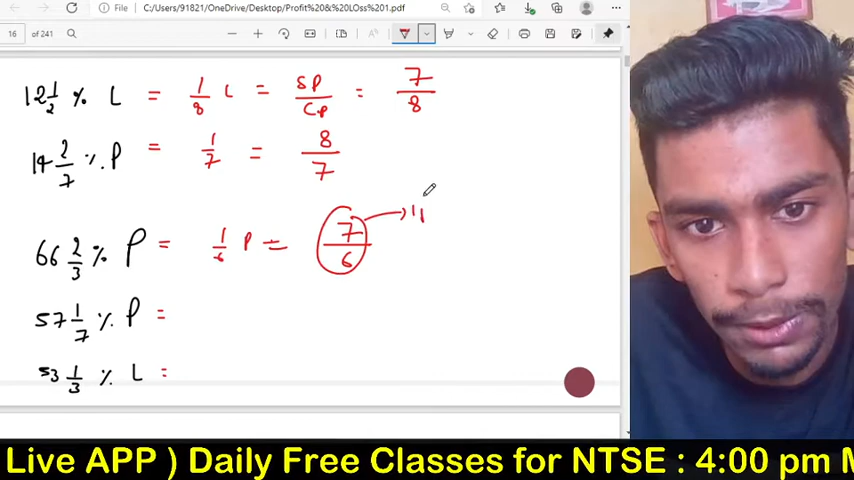 File
C:/Users/91821/OneDrive/Desktop/Profit%20&%20LOss%201.pdf
16 of 241
12 1/2 % L = 1/8 L = SP/CP = 7/8
14 2/7 % P = 1/7 = 8/7
66 2/3 % P = 1/6 P = 7/6 →
57 1/7 % P =
53 1/3 % L =
Live APP ) Daily Free Classes for NTSE : 4:00 pm M